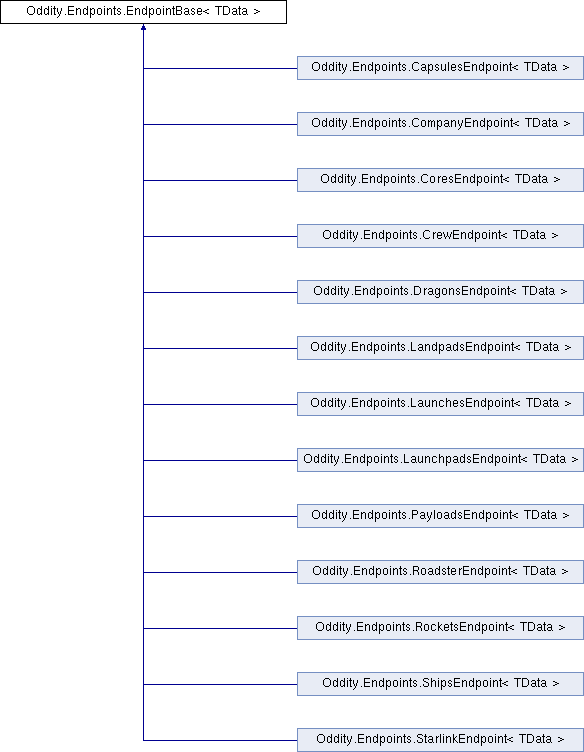 Oddity.Endpoints.EndpointBase< TData >
Oddity.Endpoints.CapsulesEndpoint< TData >
Oddity.Endpoints.CompanyEndpoint< TData >
Oddity.Endpoints.CoresEndpoint< TData >
Oddity.Endpoints.CrewEndpoint< TData >
Oddity.Endpoints.DragonsEndpoint< TData >
Oddity.Endpoints.LandpadsEndpoint< TData >
Oddity.Endpoints.LaunchesEndpoint< TData >
Oddity.Endpoints.LaunchpadsEndpoint< TData >
Oddity.Endpoints.PayloadsEndpoint< TData >
Oddity.Endpoints.RoadsterEndpoint< TData >
Oddity.Endpoints.RocketsEndpoint< TData >
Oddity.Endpoints.ShipsEndpoint< TData >
Oddity.Endpoints.StarlinkEndpoint< TData >